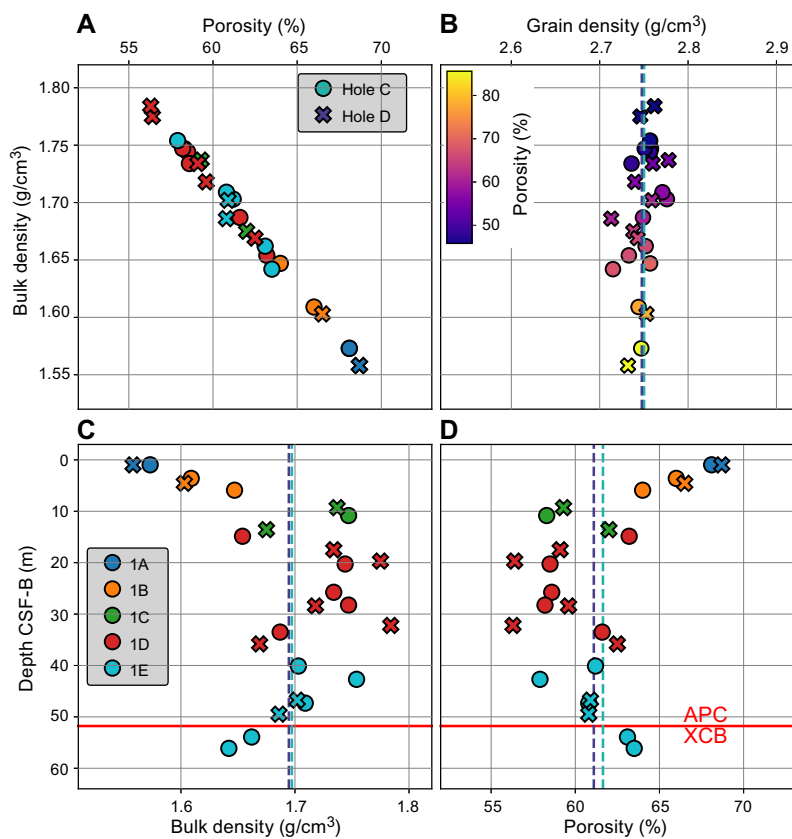 A
Porosity (%)
55 60 65 70
B
Grain density (g/cm³)
2.6 2.7 2.8 2.9
Bulk density (g/cm³)
1.80
1.75
1.70
1.65
1.60
1.55
Hole C
Hole D
Porosity (%)
80
70
60
50
C
D
Depth CSF-B (m)
0
10
20
30
40
50
60
1A
1B
1C
1D
1E
APC
XCB
1.6 1.7 1.8
Bulk density (g/cm³)
55 60 65 70
Porosity (%)